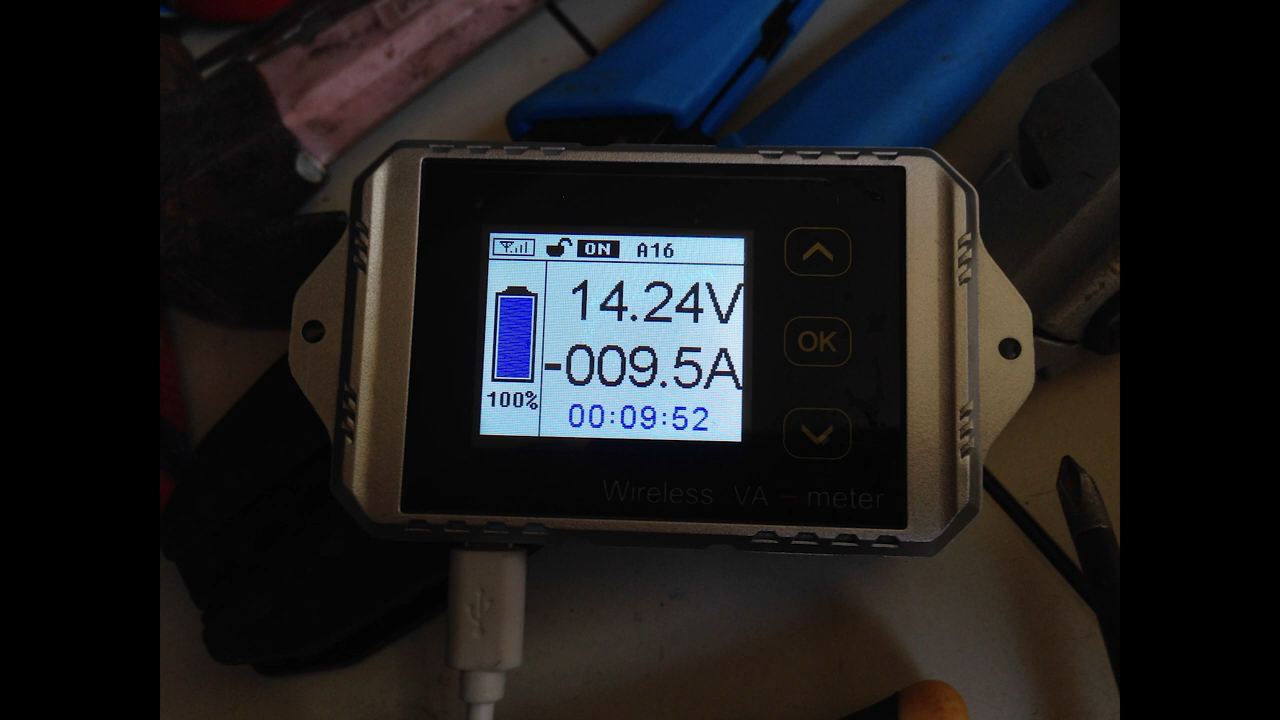 ON A16
14.24V
-009.5A
100%
00:09:52
OK
Wireless VA - meter